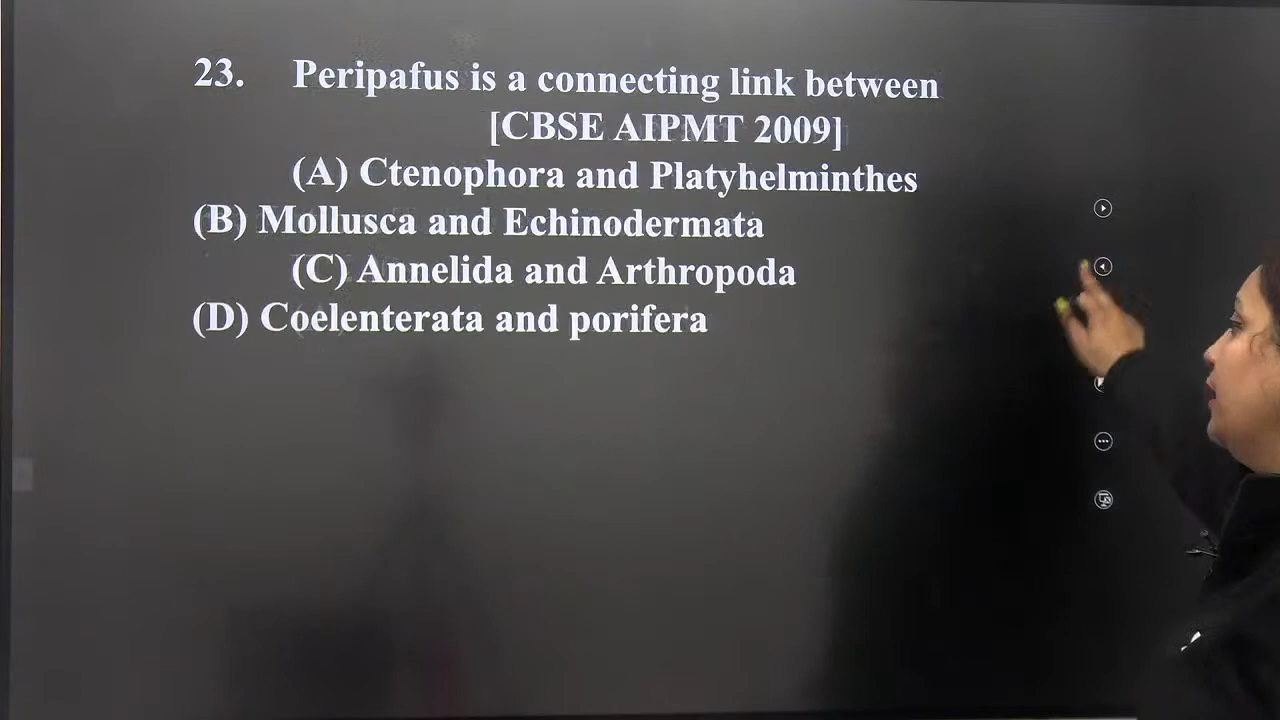 23. Peripafus is a connecting link between
[CBSE AIPMT 2009]
(A) Ctenophora and Platyhelminthes
(B) Mollusca and Echinodermata
(C) Annelida and Arthropoda
(D) Coelenterata and porifera